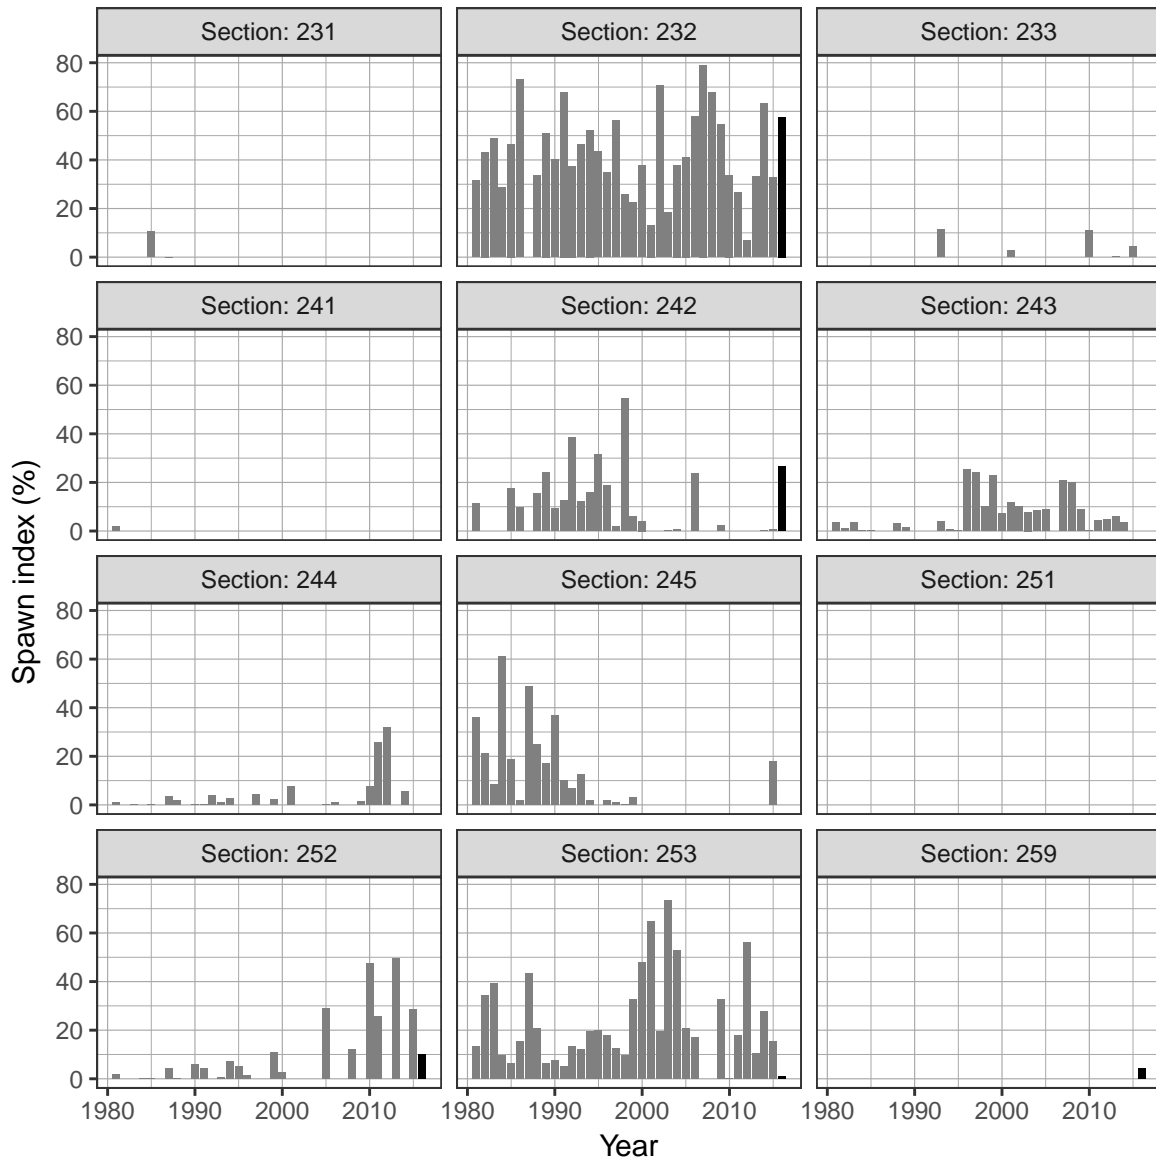 Section: 231
Section: 232
Section: 233
80
60
40
20
0
Section: 241
Section: 242
Section: 243
80
60
40
20
0
Section: 244
Section: 245
Section: 251
80
60
40
20
0
Section: 252
Section: 253
Section: 259
80
60
40
20
0
1980 1990 2000 2010 1980 1990 2000 2010 1980 1990 2000 2010
Year
Spawn index (%)